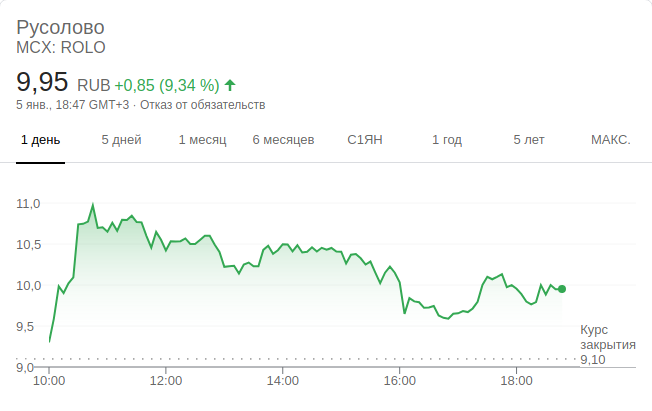 Русолово
MCX: ROLO
9,95 RUB +0,85 (9,34 %)
5 янв., 18:47 GMT+3 · Отказ от обязательств
1 день 5 дней 1 месяц 6 месяцев С1ЯН 1 год 5 лет МАКС.
11,0
10,5
10,0
9,5
9,0
Курс
закрытия
9,10
10:00 12:00 14:00 16:00 18:00